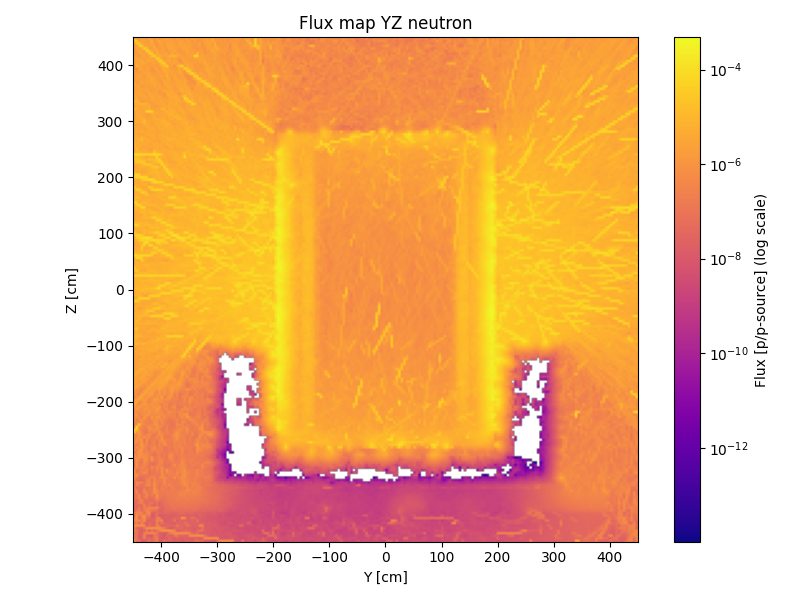 Flux map YZ neutron
Z [cm]
400
300
200
100
0
−100
−200
−300
−400
−400 −300 −200 −100 0 100 200 300 400
Y [cm]
10⁻⁴
10⁻⁶
10⁻⁸
10⁻¹⁰
10⁻¹²
Flux [p/p-source] (log scale)